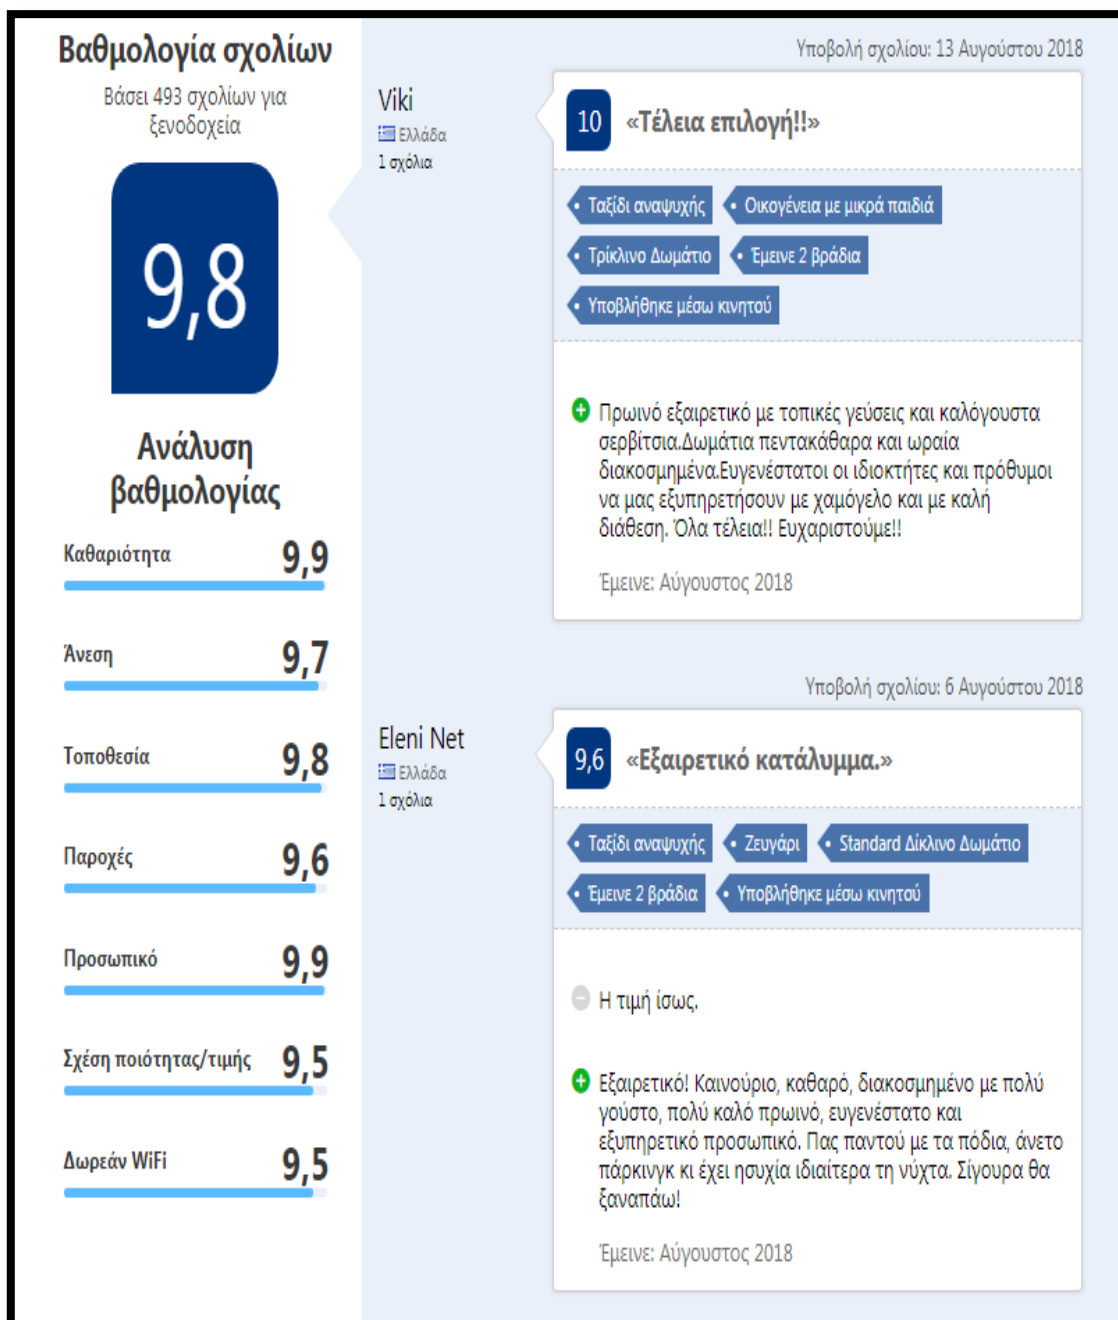 Βαθμολογία σχολίων
Βάσει 493 σχολίων για
ξενοδοχεία
9,8
Ανάλυση
βαθμολογίας
Καθαριότητα 9,9
Άνεση 9,7
Τοποθεσία 9,8
Παροχές 9,6
Προσωπικό 9,9
Σχέση ποιότητας/τιμής 9,5
Δωρεάν WiFi 9,5
Υποβολή σχολίου: 13 Αυγούστου 2018
Viki
Ελλάδα
1 σχόλια
10 «Τέλεια επιλογή!!»
• Ταξίδι αναψυχής • Οικογένεια με μικρά παιδιά
• Τρίκλινο Δωμάτιο • Έμεινε 2 βράδια
• Υποβλήθηκε μέσω κινητού
Πρωινό εξαιρετικό με τοπικές γεύσεις και καλόγουστα
σερβίτσια.Δωμάτια πεντακάθαρα και ωραία
διακοσμημένα.Ευγενέστατοι οι ιδιοκτήτες και πρόθυμοι
να μας εξυπηρετήσουν με χαμόγελο και με καλή
διάθεση. Όλα τέλεια!! Ευχαριστούμε!!
Έμεινε: Αύγουστος 2018
Υποβολή σχολίου: 6 Αυγούστου 2018
Eleni Net
Ελλάδα
1 σχόλια
9,6 «Εξαιρετικό κατάλυμμα.»
• Ταξίδι αναψυχής • Ζευγάρι • Standard Δίκλινο Δωμάτιο
• Έμεινε 2 βράδια • Υποβλήθηκε μέσω κινητού
Η τιμή ίσως.
Εξαιρετικό! Καινούριο, καθαρό, διακοσμημένο με πολύ
γούστο, πολύ καλό πρωινό, ευγενέστατο και
εξυπηρετικό προσωπικό. Πας παντού με τα πόδια, άνετο
πάρκινγκ κι έχει ησυχία ιδιαίτερα τη νύχτα. Σίγουρα θα
ξαναπάω!
Έμεινε: Αύγουστος 2018